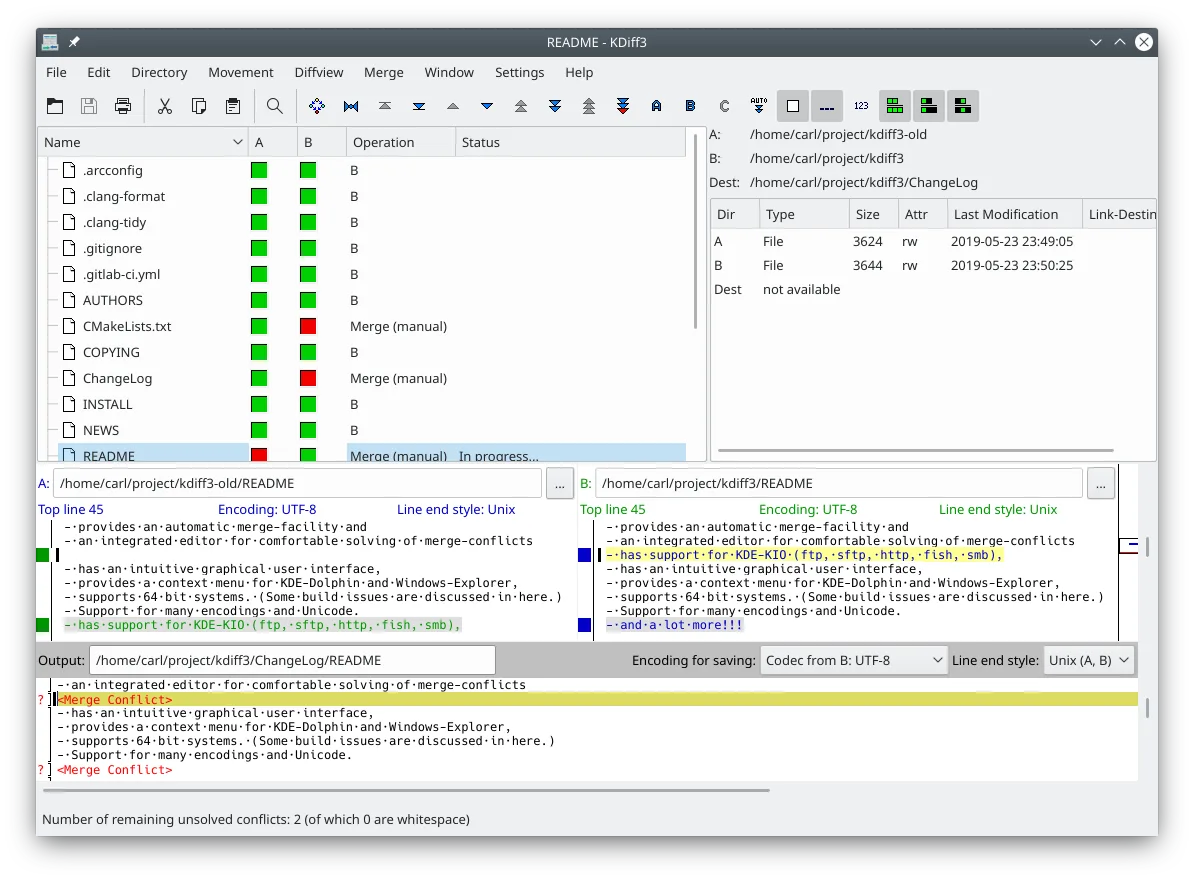 README - KDiff3
File Edit Directory Movement Diffview Merge Window Settings Help
A B C AUTO 123
Name A B Operation Status
.arcconfig B
.clang-format B
.clang-tidy B
.gitignore B
.gitlab-ci.yml B
AUTHORS B
CMakeLists.txt Merge (manual)
COPYING B
ChangeLog Merge (manual)
INSTALL B
NEWS B
README Merge (manual) In progress...
A: /home/carl/project/kdiff3-old
B: /home/carl/project/kdiff3
Dest: /home/carl/project/kdiff3/ChangeLog
Dir Type Size Attr Last Modification Link-Destin
A File 3624 rw 2019-05-23 23:49:05
B File 3644 rw 2019-05-23 23:50:25
Dest not available
A: /home/carl/project/kdiff3-old/README ...
Top line 45 Encoding: UTF-8 Line end style: Unix
-·provides·an·automatic·merge-facility·and
-·an·integrated·editor·for·comfortable·solving·of·merge-conflicts
-·has·an·intuitive·graphical·user·interface,
-·provides·a·context·menu·for·KDE-Dolphin·and·Windows-Explorer,
-·supports·64·bit·systems.·(Some·build·issues·are·discussed·in·here.)
-·Support·for·many·encodings·and·Unicode.
-·has·support·for·KDE-KIO·(ftp,·sftp,·http,·fish,·smb),
B: /home/carl/project/kdiff3/README ...
Top line 45 Encoding: UTF-8 Line end style: Unix
-·provides·an·automatic·merge-facility·and
-·an·integrated·editor·for·comfortable·solving·of·merge-conflicts
-·has·support·for·KDE-KIO·(ftp,·sftp,·http,·fish,·smb),
-·has·an·intuitive·graphical·user·interface,
-·provides·a·context·menu·for·KDE-Dolphin·and·Windows-Explorer,
-·supports·64·bit·systems.·(Some·build·issues·are·discussed·in·here.)
-·Support·for·many·encodings·and·Unicode.
-·and·a·lot·more!!!
Output: /home/carl/project/kdiff3/ChangeLog/README Encoding for saving: Codec from B: UTF-8 Line end style: Unix (A, B)
-·an·integrated·editor·for·comfortable·solving·of·merge-conflicts
? <Merge Conflict>
-·has·an·intuitive·graphical·user·interface,
-·provides·a·context·menu·for·KDE-Dolphin·and·Windows-Explorer,
-·supports·64·bit·systems.·(Some·build·issues·are·discussed·in·here.)
-·Support·for·many·encodings·and·Unicode.
? <Merge Conflict>
Number of remaining unsolved conflicts: 2 (of which 0 are whitespace)